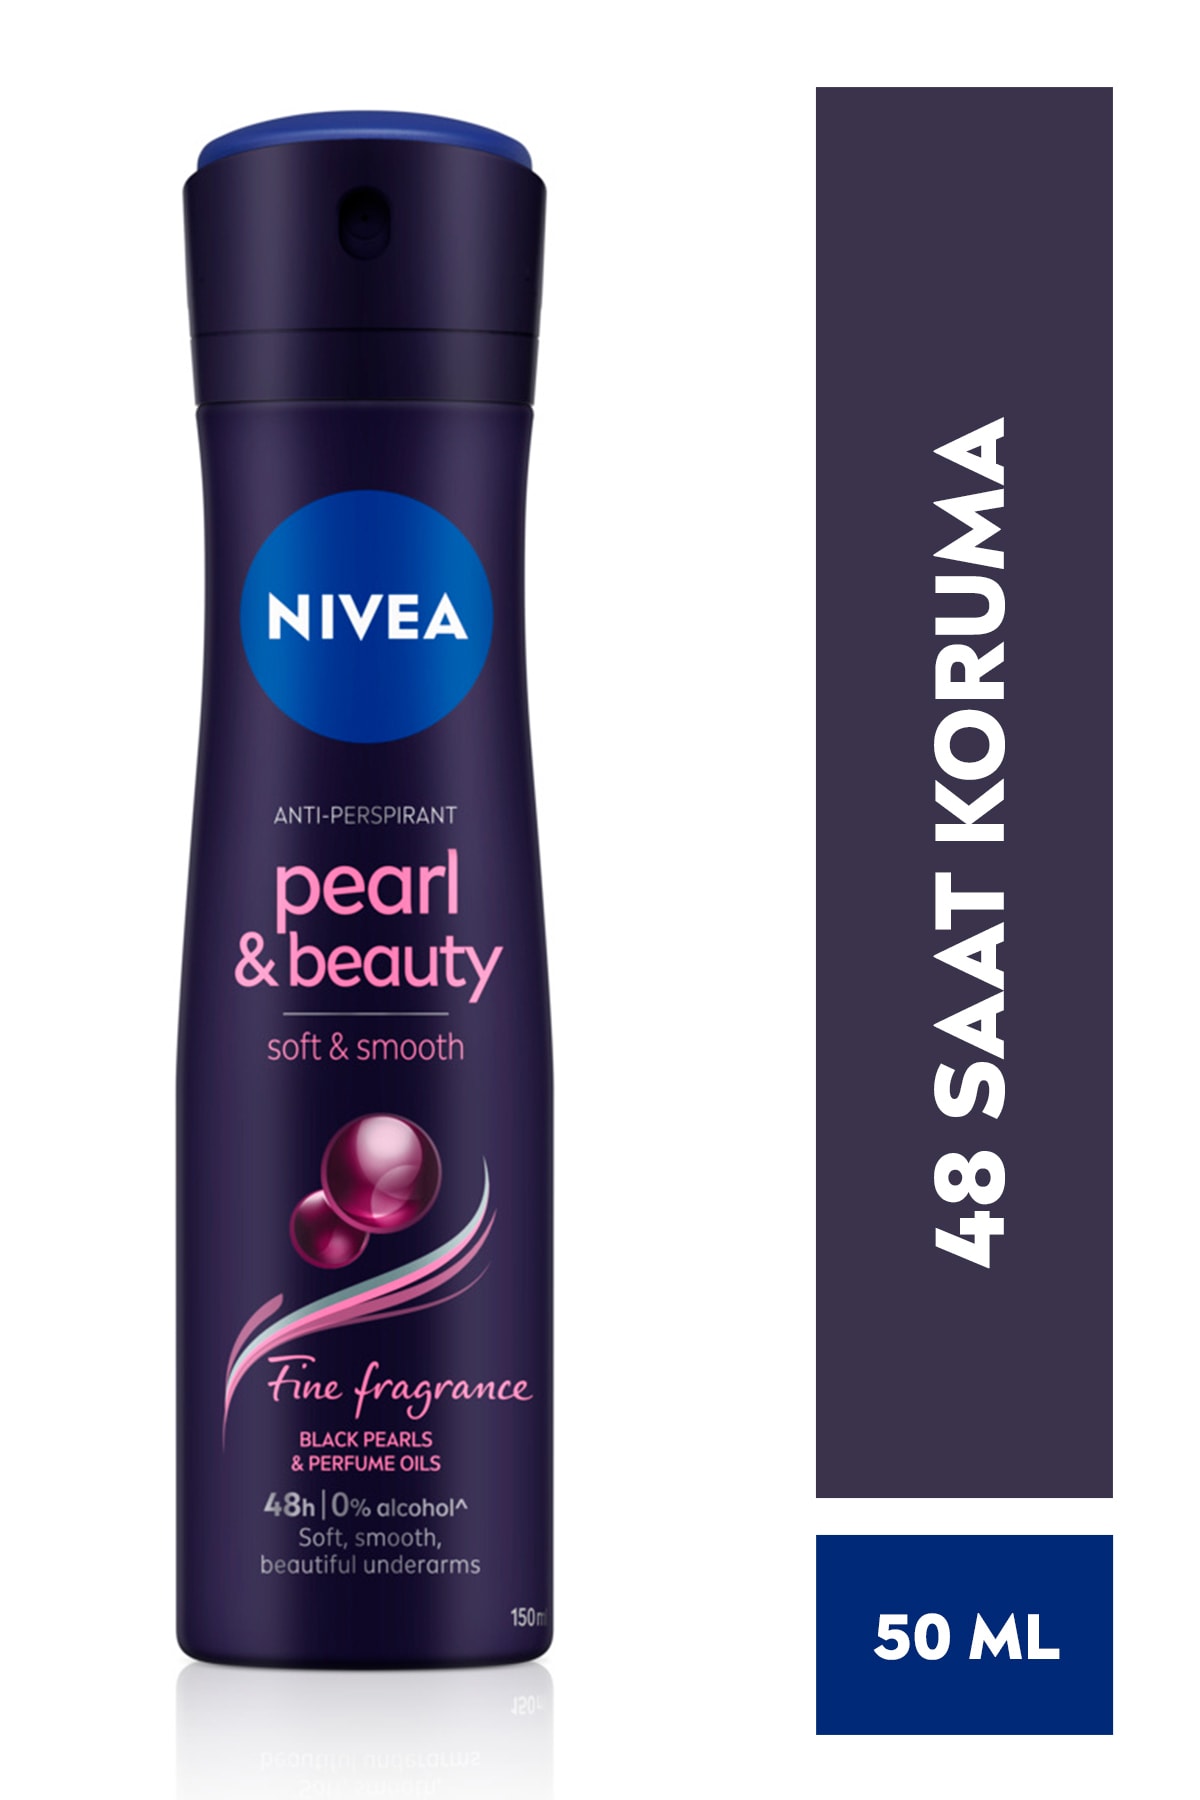 NIVEA
ANTI-PERSPIRANT
pearl
& beauty
soft & smooth
Fine fragrance
BLACK PEARLS
& PERFUME OILS
48h | 0% alcohol^
Soft, smooth,
beautiful underarms
150ml
48 SAAT KORUMA
50 ML